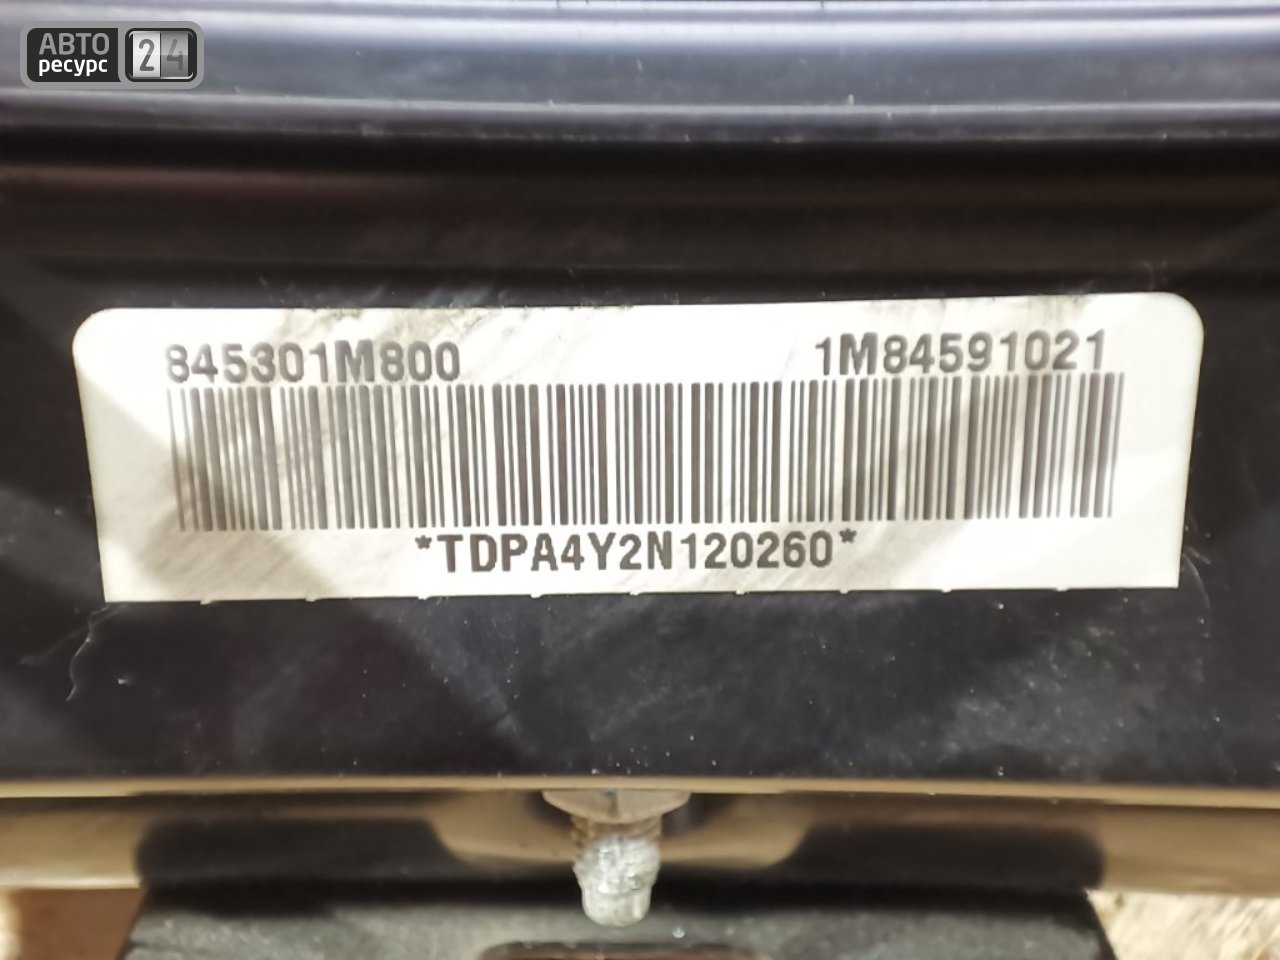 АВТО
ресурс
24
845301M800
1M84591021
*TDPA4Y2N120260*